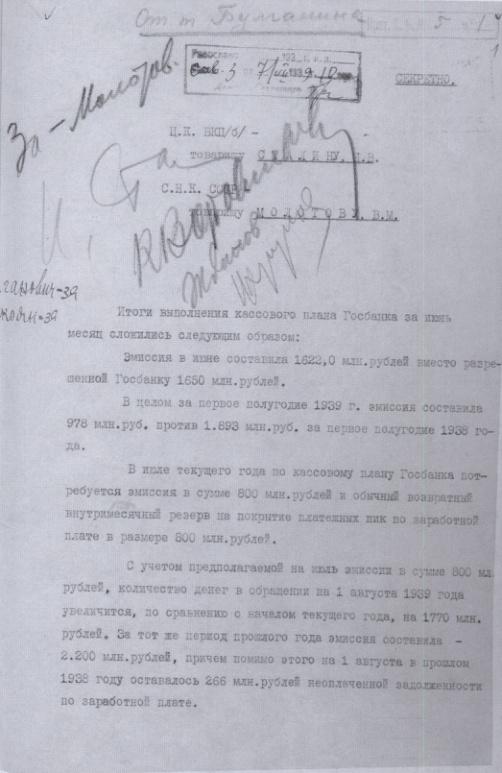 От т Булганина
СЕКРЕТНО.
За - Молотов.
Ц.К. ВКП/б/ -
товарищу СТАЛИНУ, И.В.
С.Н.К. СССР
товарищу МОЛОТОВУ, В.М.
И. Ст
К Ворошилов
Жданов
Каганович-за
-за
Итоги выполнения кассового плана Госбанка за июнь
месяц сложились следующим образом:
Эмиссия в июне составила 1622,0 млн.рублей вместо разре-
шенной Госбанку 1650 млн.рублей.
В целом за первое полугодие 1939 г. эмиссия составила
978 млн.руб. против 1.893 млн.руб. за первое полугодие 1938 го-
да.
В июле текущего года по кассовому плану Госбанка пот-
ребуется эмиссия в сумме 800 млн.рублей и обычный возвратный
внутримесячный резерв на покрытие платежных пик по заработной
плате в размере 800 млн.рублей.
С учетом предполагаемой на июль эмиссии в сумме 800 мл
рублей, количество денег в обращении на 1 августа 1939 года
увеличится, по сравнению с началом текущего года, на 1770 млн.
рублей. За тот же период прошлого года эмиссия составила -
2.200 млн.рублей, причем помимо этого на 1 августа в прошлом
1938 году оставалось 266 млн.рублей неоплаченной задолженности
по заработной плате.